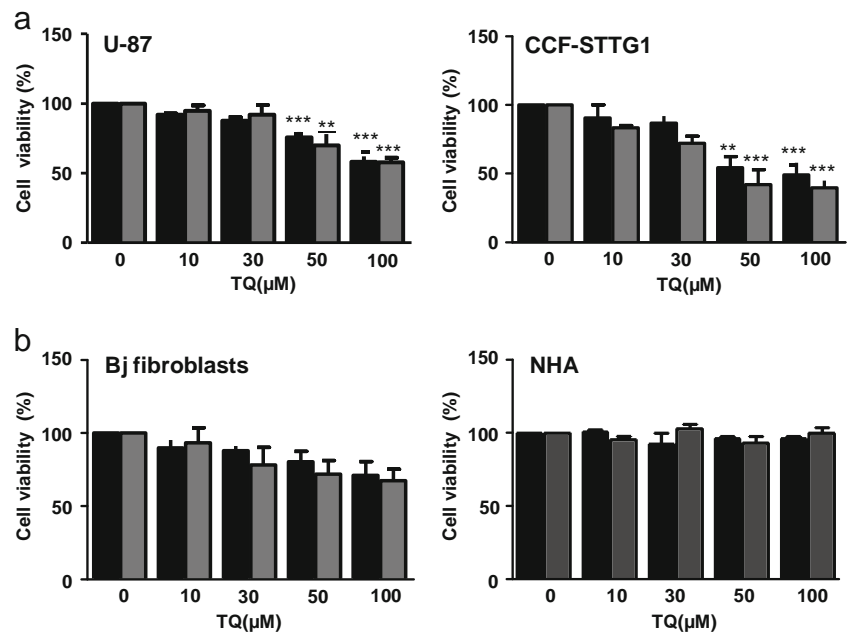 a
U-87
Cell viability (%)
150
100
50
0
***
**
***
***
0 10 30 50 100
TQ(µM)
CCF-STTG1
Cell viability (%)
150
100
50
0
**
***
***
***
0 10 30 50 100
TQ(µM)
b
Bj fibroblasts
Cell viability (%)
150
100
50
0
0 10 30 50 100
TQ(µM)
NHA
Cell viability (%)
150
100
50
0
0 10 30 50 100
TQ(µM)